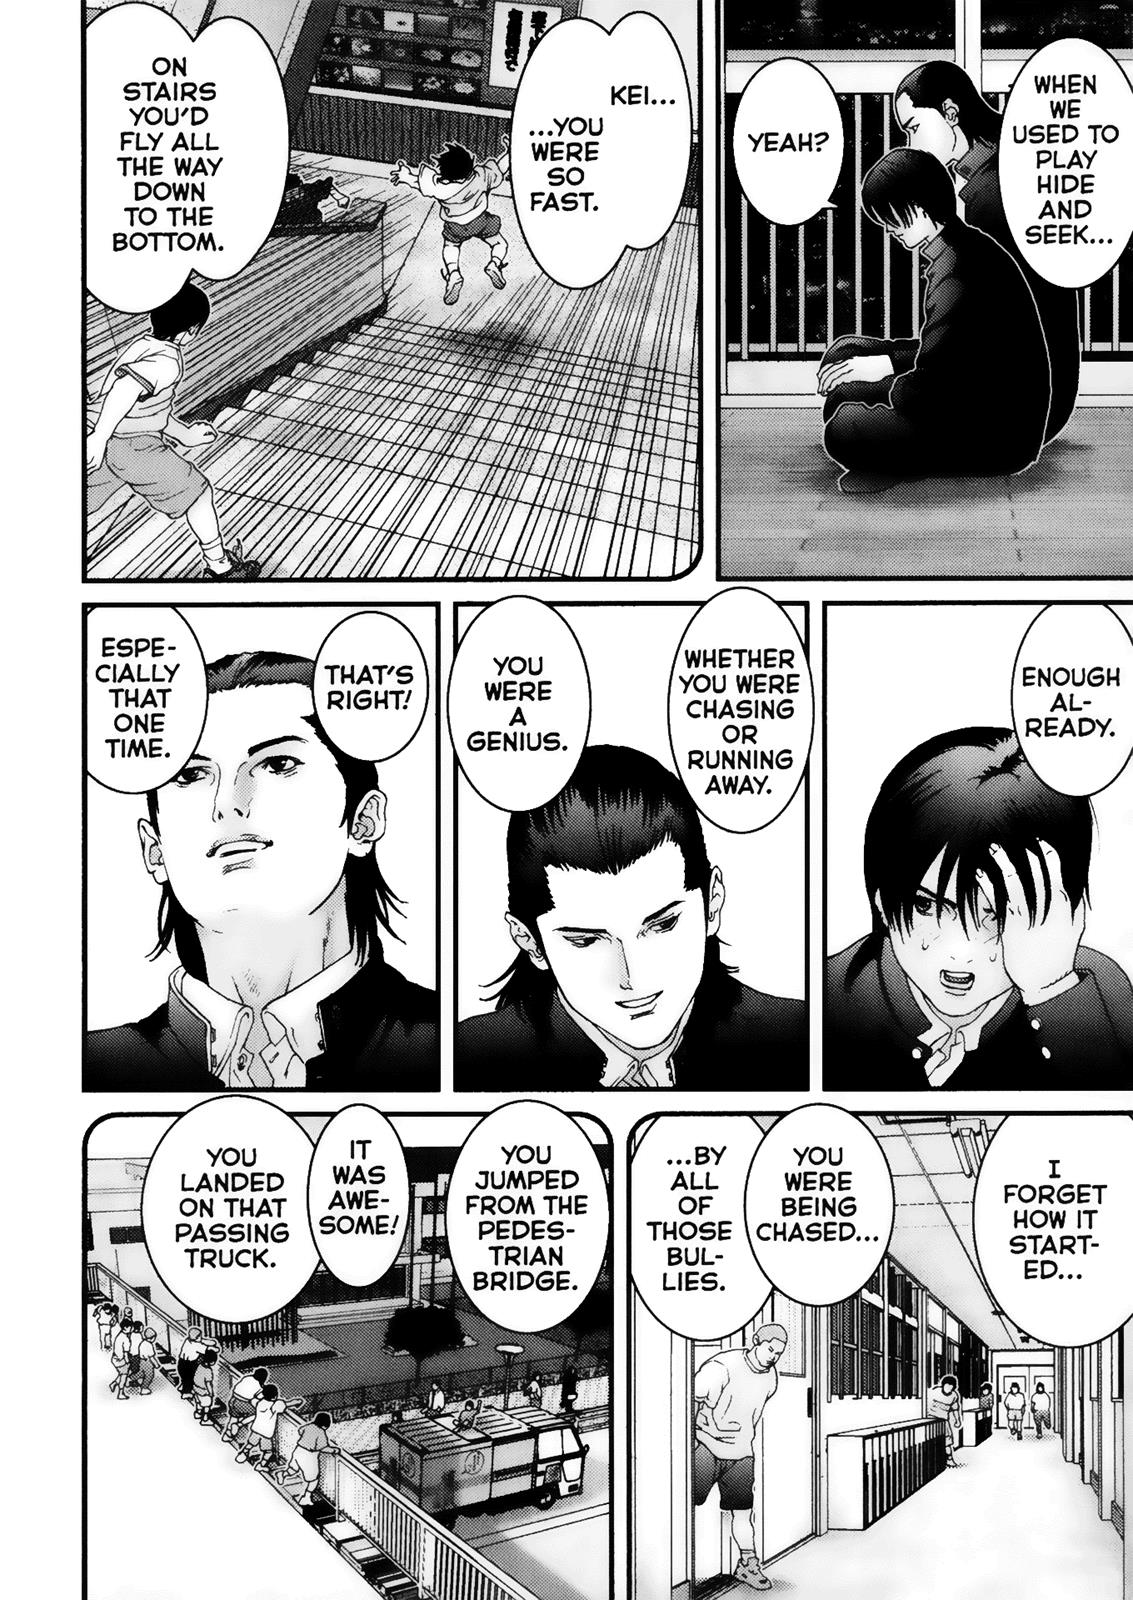 WHEN
WE
USED TO
PLAY
HIDE
AND
SEEK...
YEAH?
KEI...
...YOU
WERE
SO
FAST.
ON
STAIRS
YOU'D
FLY ALL
THE WAY
DOWN
TO THE
BOTTOM.
ENOUGH
AL-
READY.
WHETHER
YOU WERE
CHASING
OR
RUNNING
AWAY.
YOU
WERE
A
GENIUS.
THAT'S
RIGHT!
ESPE-
CIALLY
THAT
ONE
TIME.
I
FORGET
HOW IT
START-
ED...
YOU
WERE
BEING
CHASED...
...BY
ALL
OF
THOSE
BUL-
LIES.
YOU
JUMPED
FROM THE
PEDES-
TRIAN
BRIDGE.
IT
WAS
AWE-
SOME!
YOU
LANDED
ON THAT
PASSING
TRUCK.